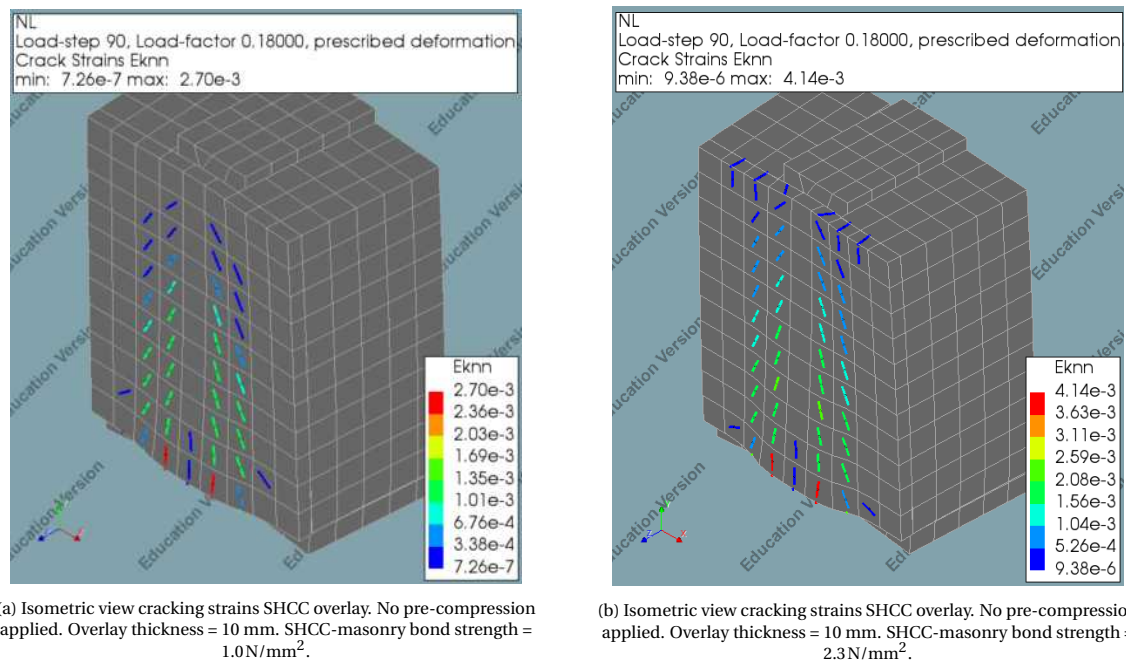 NL
Load-step 90, Load-factor 0.18000, prescribed deformation
Crack Strains Eknn
min: 7.26e-7 max: 2.70e-3
Education Version
Eknn
2.70e-3
2.36e-3
2.03e-3
1.69e-3
1.35e-3
1.01e-3
6.76e-4
3.38e-4
7.26e-7
(a) Isometric view cracking strains SHCC overlay. No pre-compression
applied. Overlay thickness = 10 mm. SHCC-masonry bond strength =
1.0 N/mm².
NL
Load-step 90, Load-factor 0.18000, prescribed deformation
Crack Strains Eknn
min: 9.38e-6 max: 4.14e-3
Education Version
Eknn
4.14e-3
3.63e-3
3.11e-3
2.59e-3
2.08e-3
1.56e-3
1.04e-3
5.26e-4
9.38e-6
(b) Isometric view cracking strains SHCC overlay. No pre-compressio
applied. Overlay thickness = 10 mm. SHCC-masonry bond strength =
2.3 N/mm².